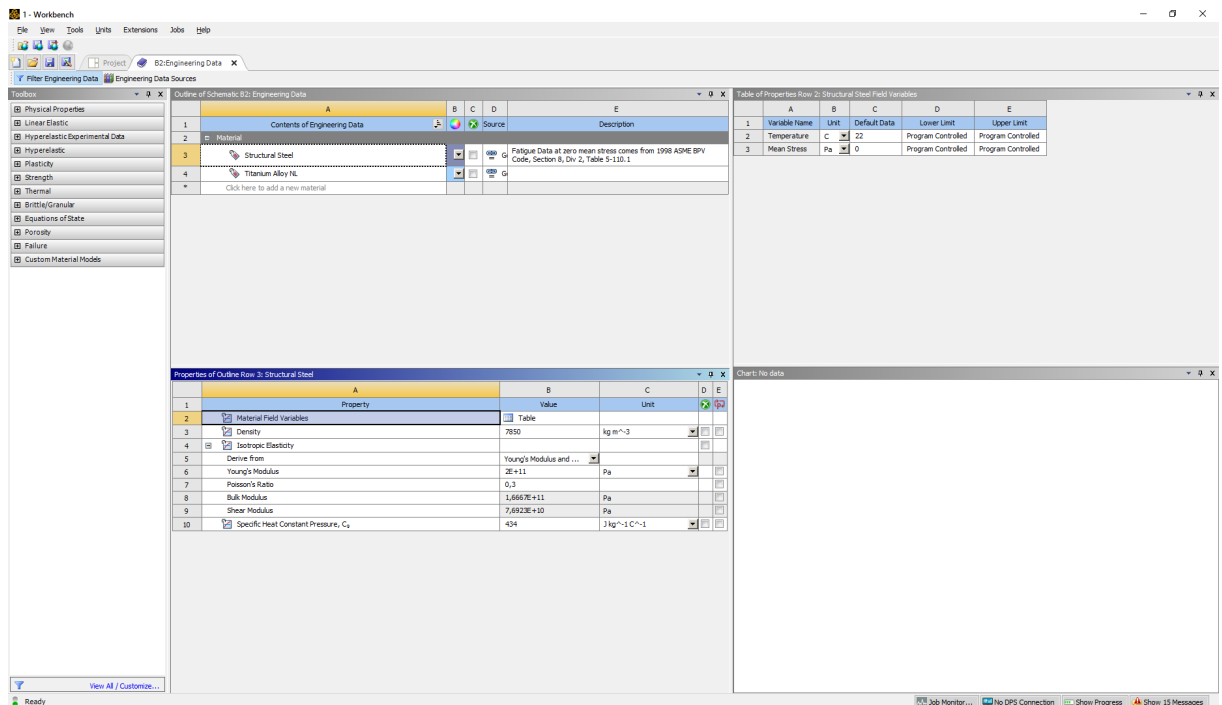 1 - Workbench
File View Tools Units Extensions Jobs Help
Project B2:Engineering Data
Filter Engineering Data Engineering Data Sources
Toolbox
Physical Properties
Linear Elastic
Hyperelastic Experimental Data
Hyperelastic
Plasticity
Strength
Thermal
Brittle/Granular
Equations of State
Porosity
Failure
Custom Material Models
View All / Customize...
Outline of Schematic B2: Engineering Data
A B C D E
1 Contents of Engineering Data Source Description
2 Material
3 Structural Steel G Fatigue Data at zero mean stress comes from 1998 ASME BPV
Code, Section 8, Div 2, Table 5-110.1
4 Titanium Alloy NL G
* Click here to add a new material
Properties of Outline Row 3: Structural Steel
A B C D E
1 Property Value Unit
2 Material Field Variables Table
3 Density 7850 kg m^-3
4 Isotropic Elasticity
5 Derive from Young's Modulus and ...
6 Young's Modulus 2E+11 Pa
7 Poisson's Ratio 0,3
8 Bulk Modulus 1,6667E+11 Pa
9 Shear Modulus 7,6923E+10 Pa
10 Specific Heat Constant Pressure, Cₚ 434 J kg^-1 C^-1
Table of Properties Row 2: Structural Steel Field Variables
A B C D E
1 Variable Name Unit Default Data Lower Limit Upper Limit
2 Temperature C 22 Program Controlled Program Controlled
3 Mean Stress Pa 0 Program Controlled Program Controlled
Chart: No data
Ready
Job Monitor... No DPS Connection Show Progress Show 15 Messages